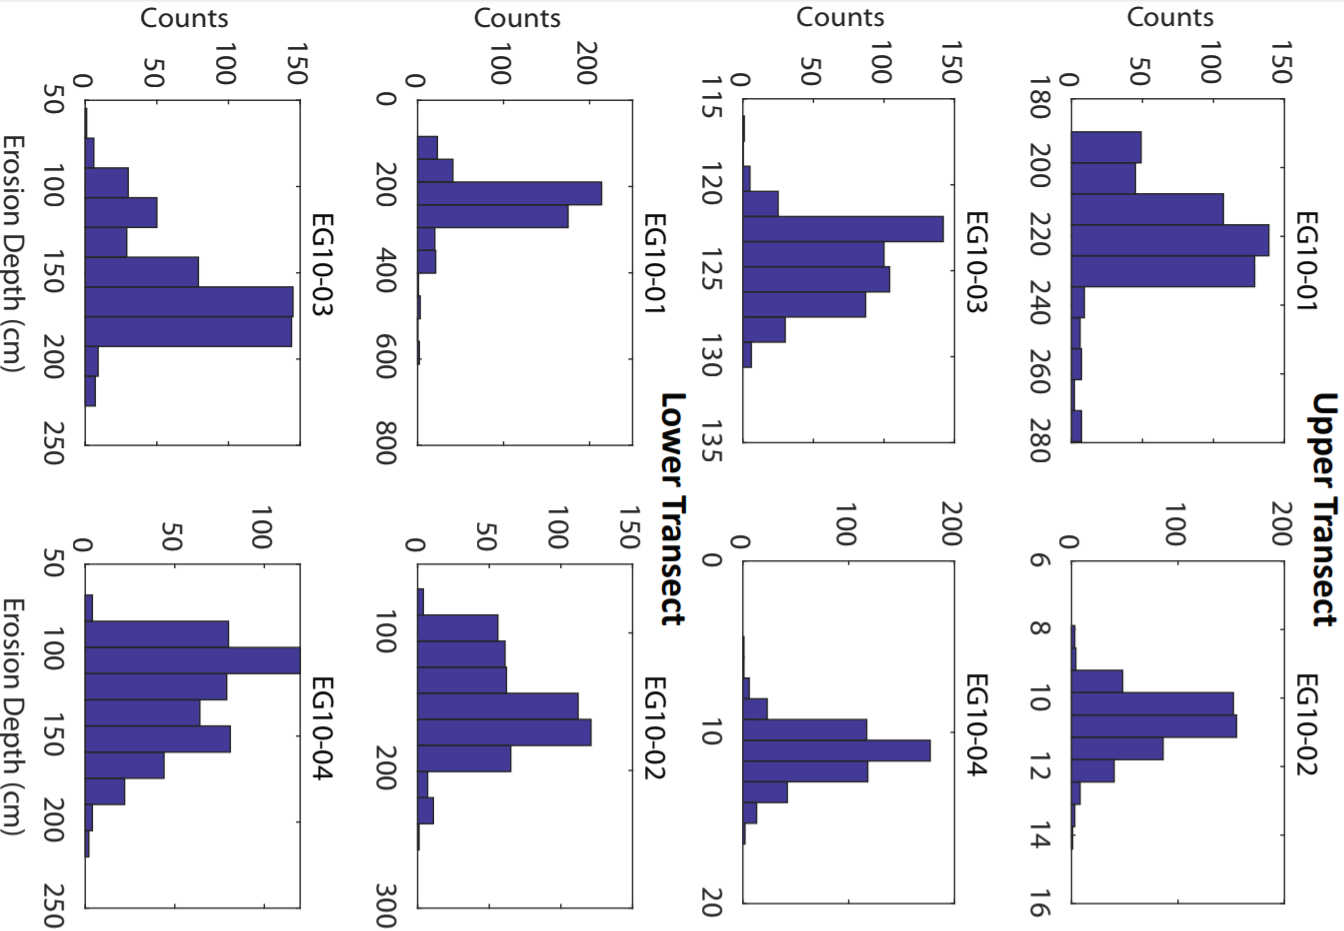 Upper Transect
EG10-01
EG10-02
Counts
150
100
50
0
180 200 220 240 260 280
200
100
0
6 8 10 12 14 16
EG10-03
EG10-04
Counts
150
100
50
0
115 120 125 130 135
200
100
0
0 10 20
Lower Transect
EG10-01
EG10-02
Counts
200
100
0
0 200 400 600 800
150
100
50
0
100 200 300
EG10-03
EG10-04
Counts
150
100
50
0
50 100 150 200 250
Erosion Depth (cm)
100
50
0
50 100 150 200 250
Erosion Depth (cm)